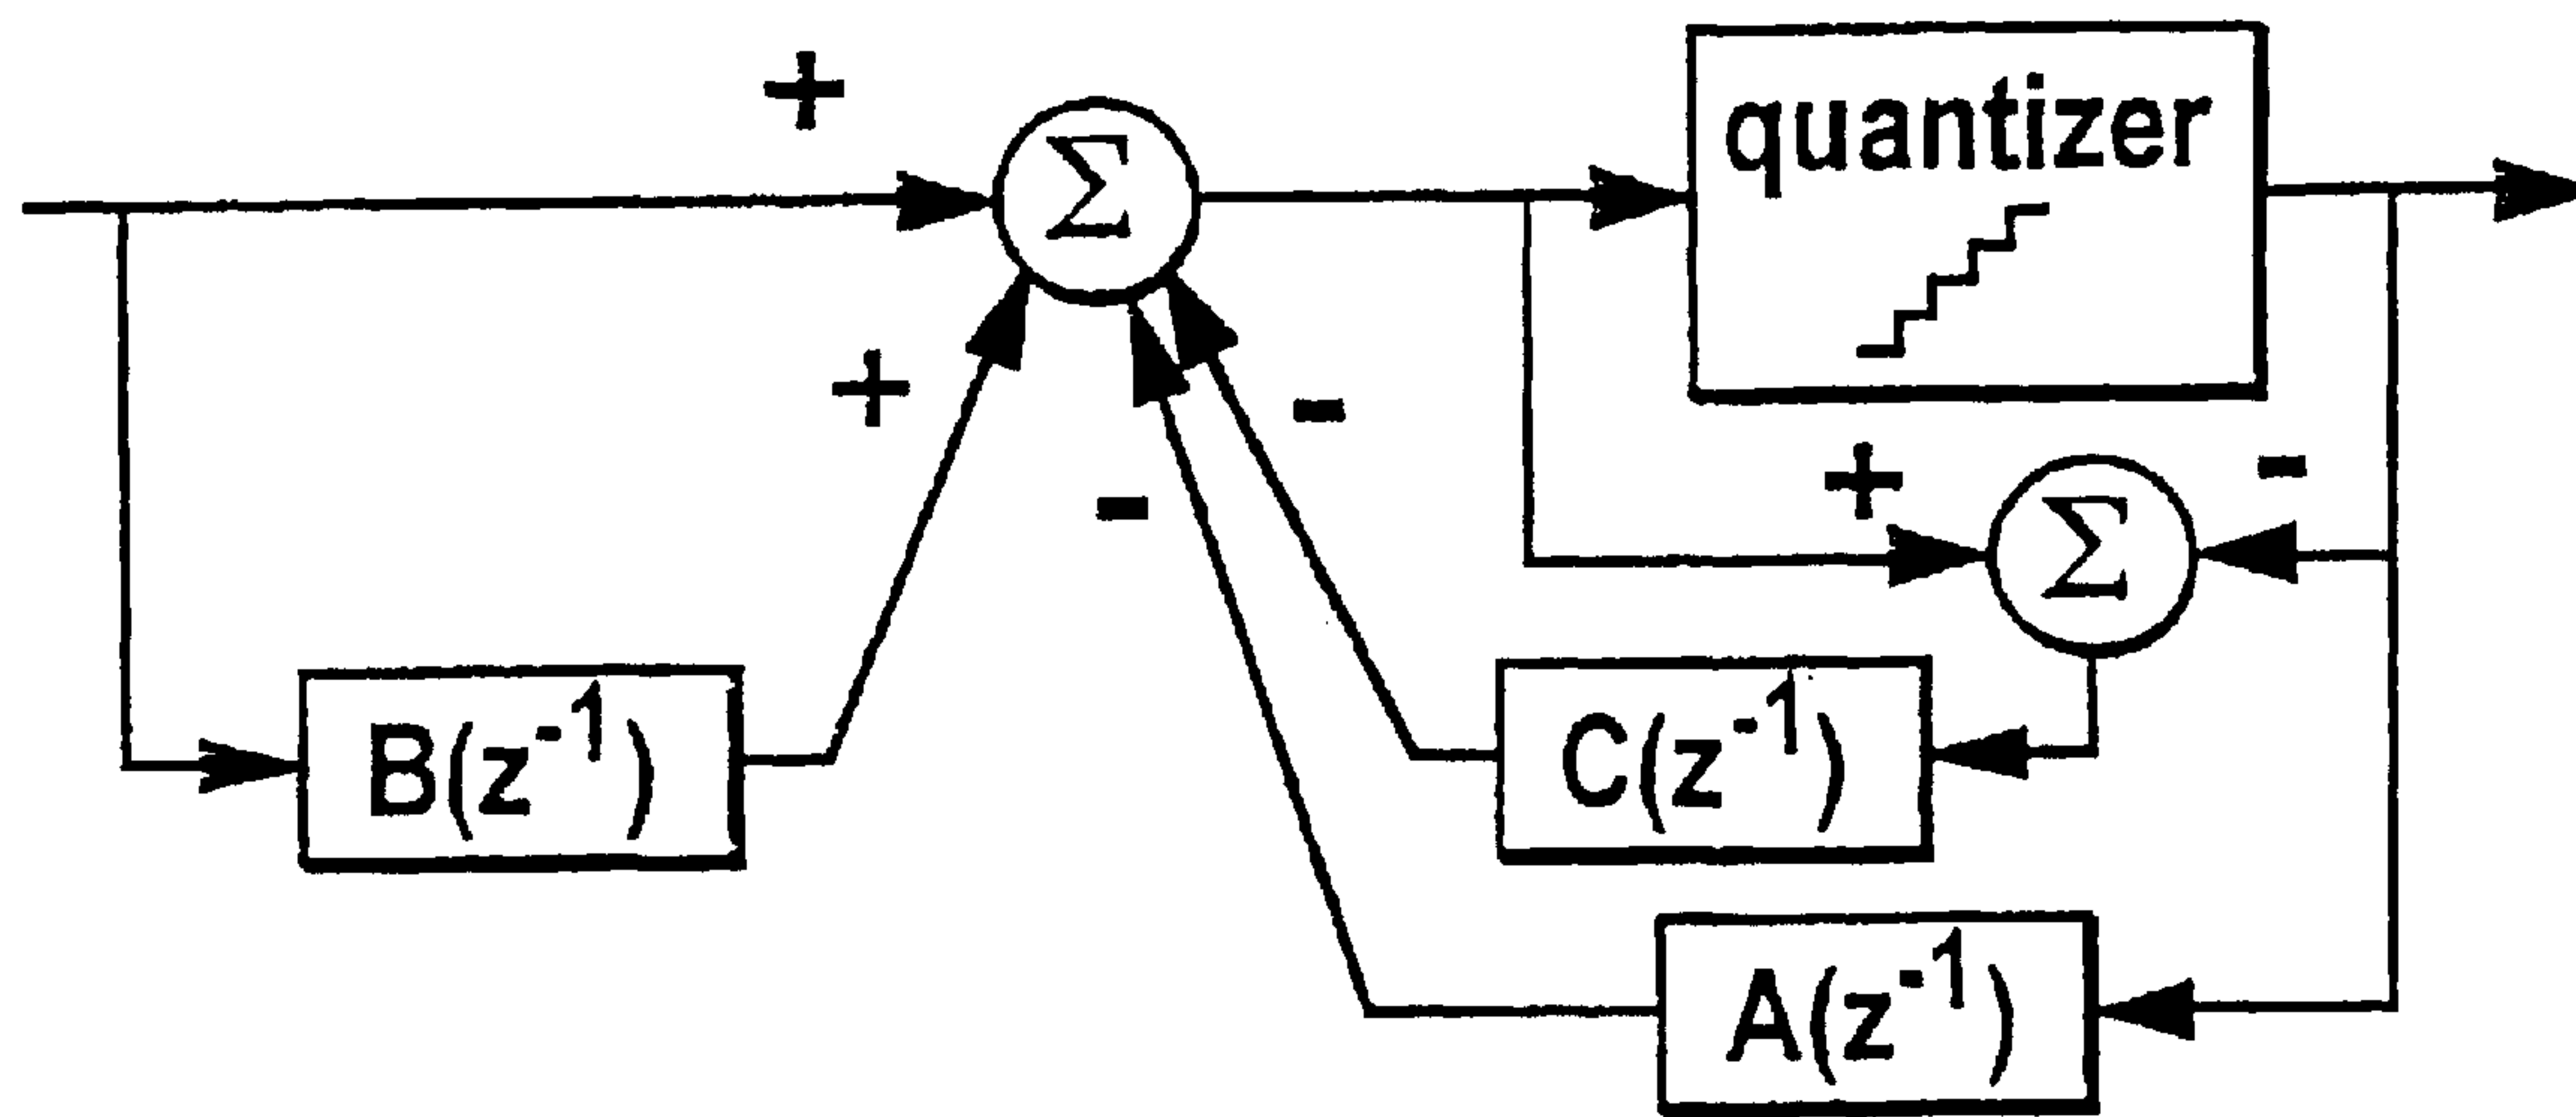 +
Σ
quantizer
+
-
-
+
-
Σ
B(z⁻¹)
C(z⁻¹)
A(z⁻¹)